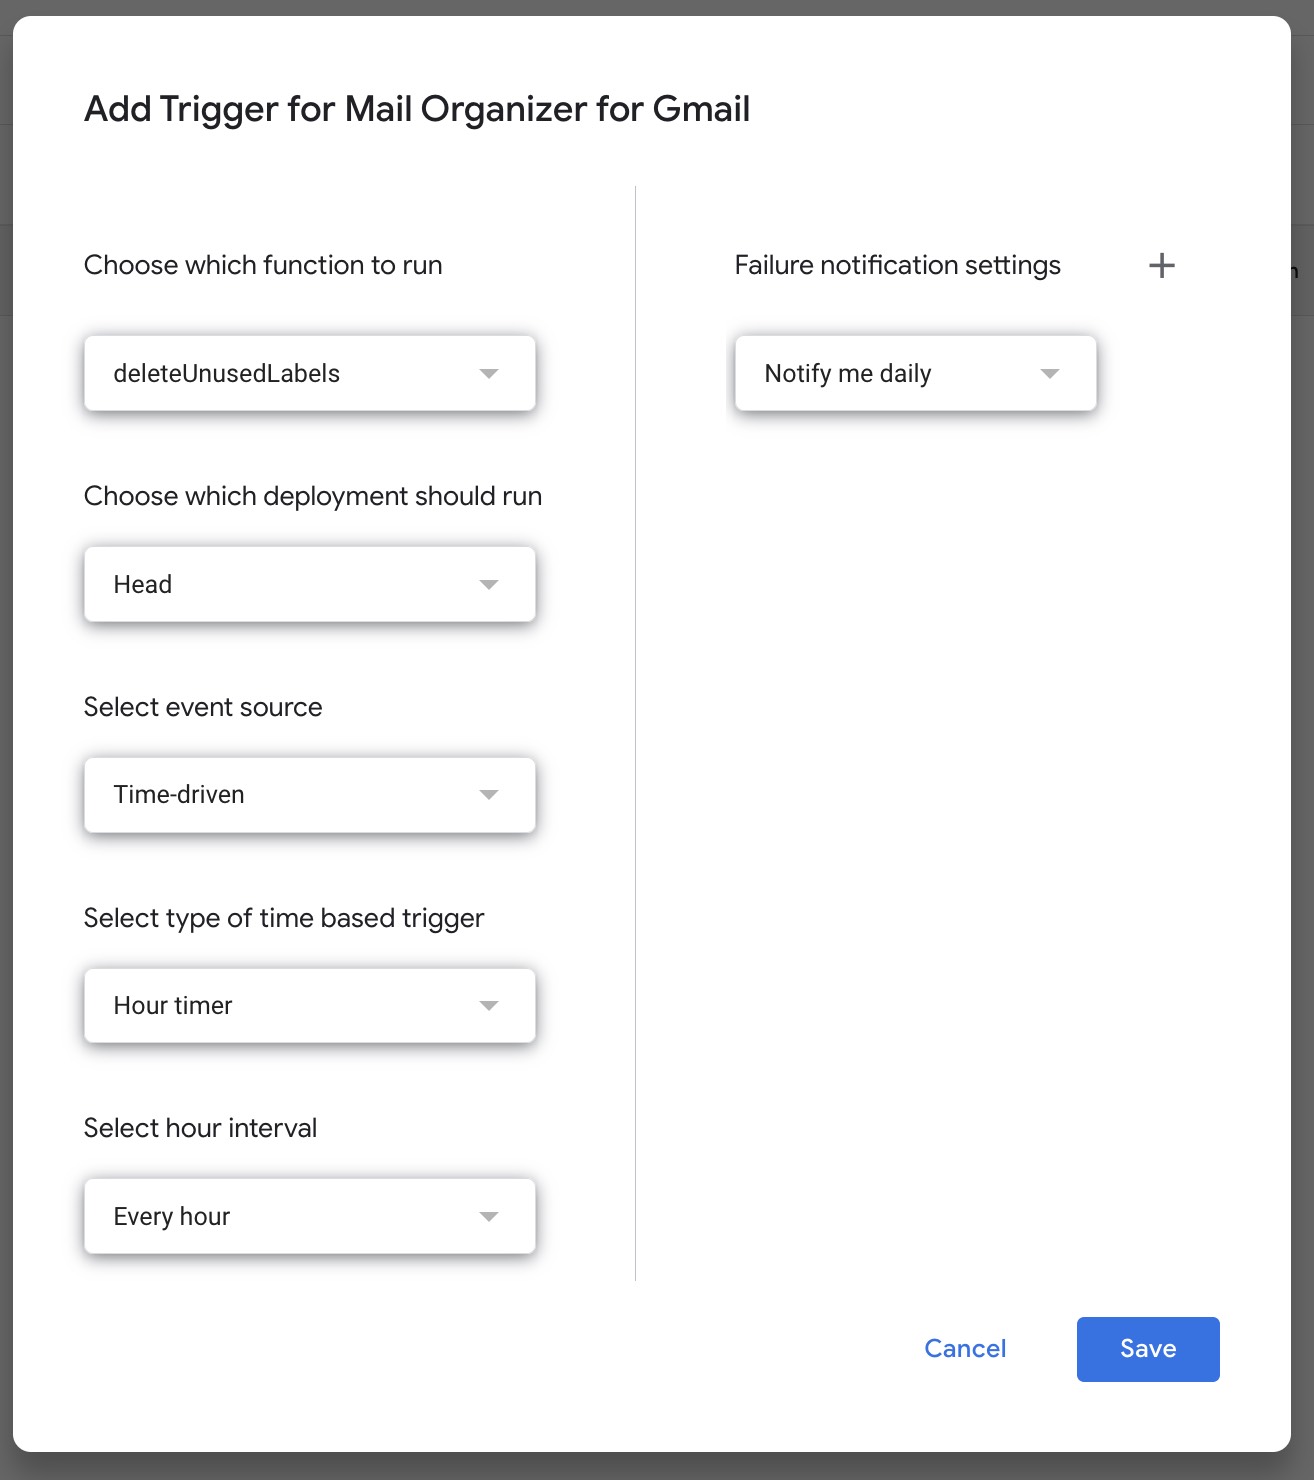 Add Trigger for Mail Organizer for Gmail
Choose which function to run
deleteUnusedLabels
Choose which deployment should run
Head
Select event source
Time-driven
Select type of time based trigger
Hour timer
Select hour interval
Every hour
Failure notification settings
Notify me daily
Cancel
Save